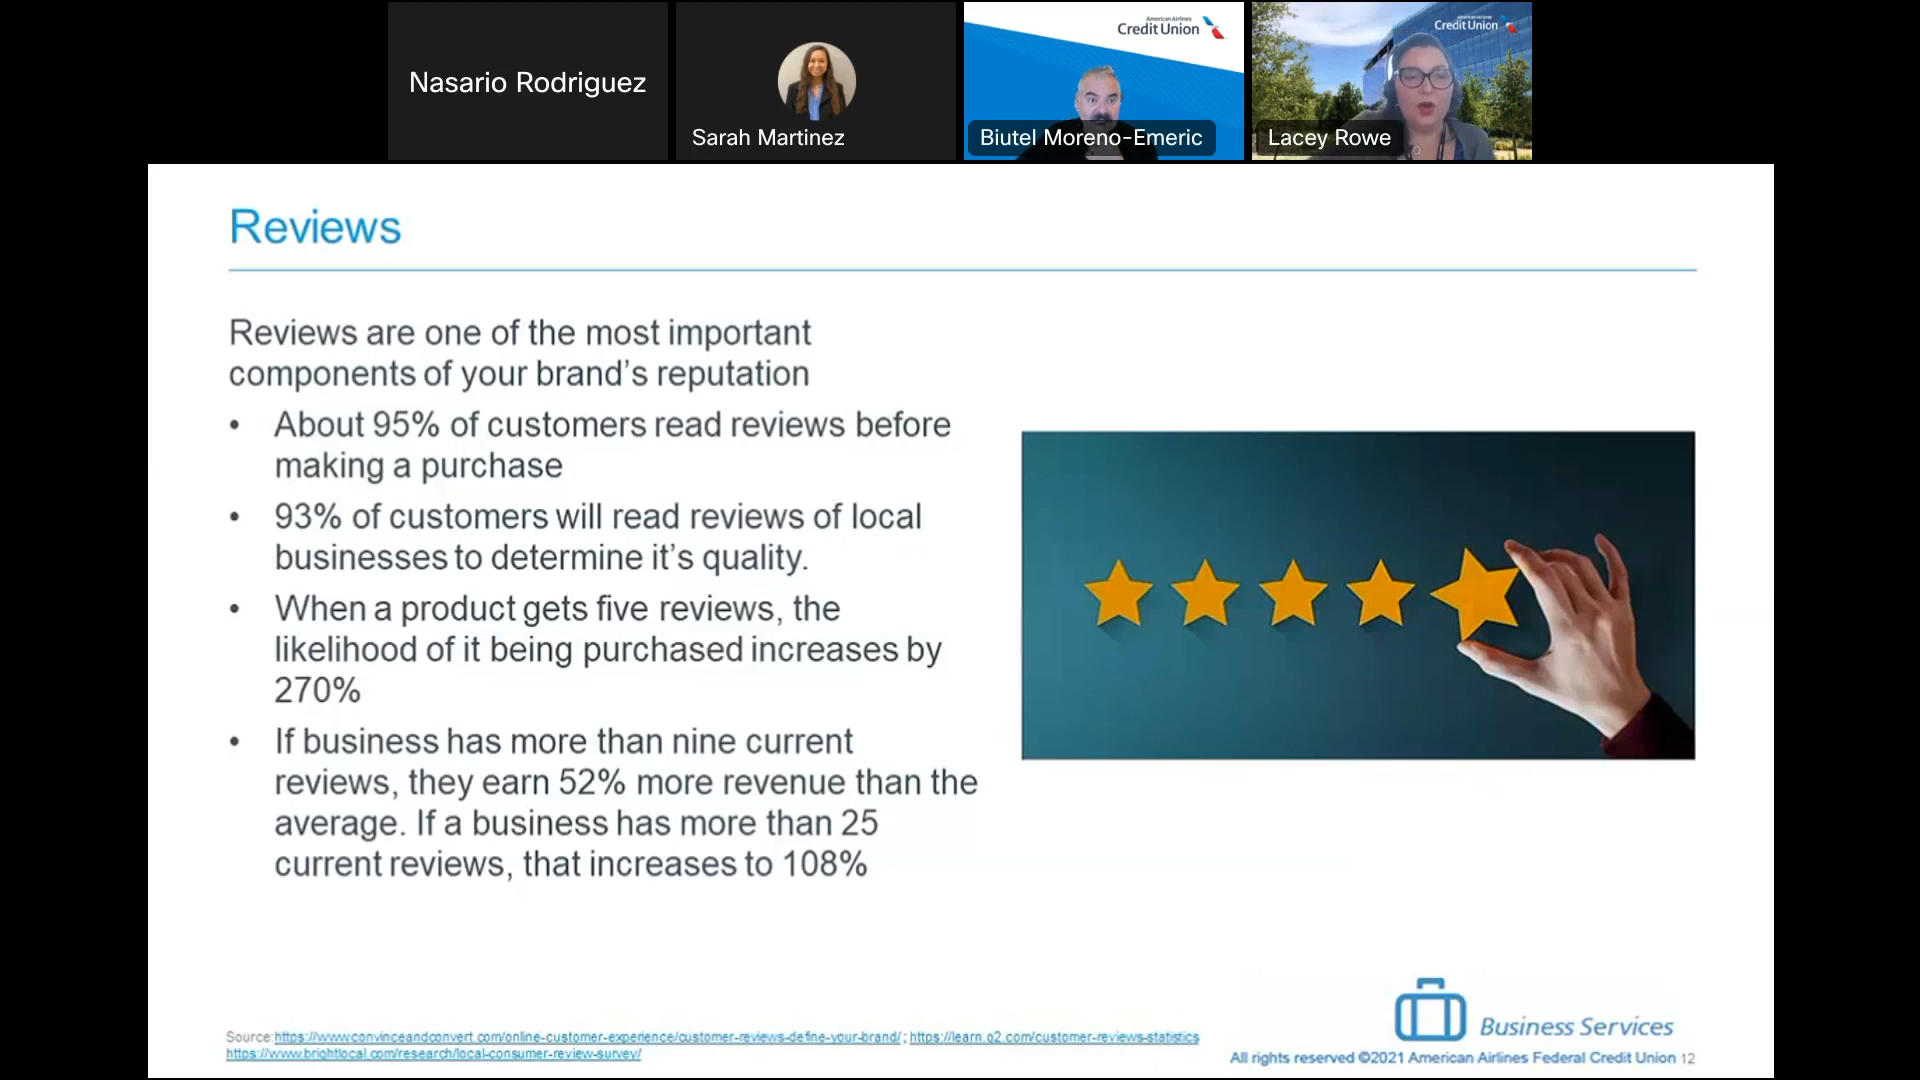 Nasario Rodriguez
Sarah Martinez
American Airlines
Credit Union
Biutel Moreno-Emeric
Credit Union
Lacey Rowe
Reviews
Reviews are one of the most important
components of your brand’s reputation
• About 95% of customers read reviews before
making a purchase
• 93% of customers will read reviews of local
businesses to determine it’s quality.
• When a product gets five reviews, the
likelihood of it being purchased increases by
270%
• If business has more than nine current
reviews, they earn 52% more revenue than the
average. If a business has more than 25
current reviews, that increases to 108%
Source:https://www.convinceandconvert.com/online-customer-experience/customer-reviews-define-your-brand/ ; https://learn.g2.com/customer-reviews-statistics
https://www.brightlocal.com/research/local-consumer-review-survey/
Business Services
All rights reserved ©2021 American Airlines Federal Credit Union 12